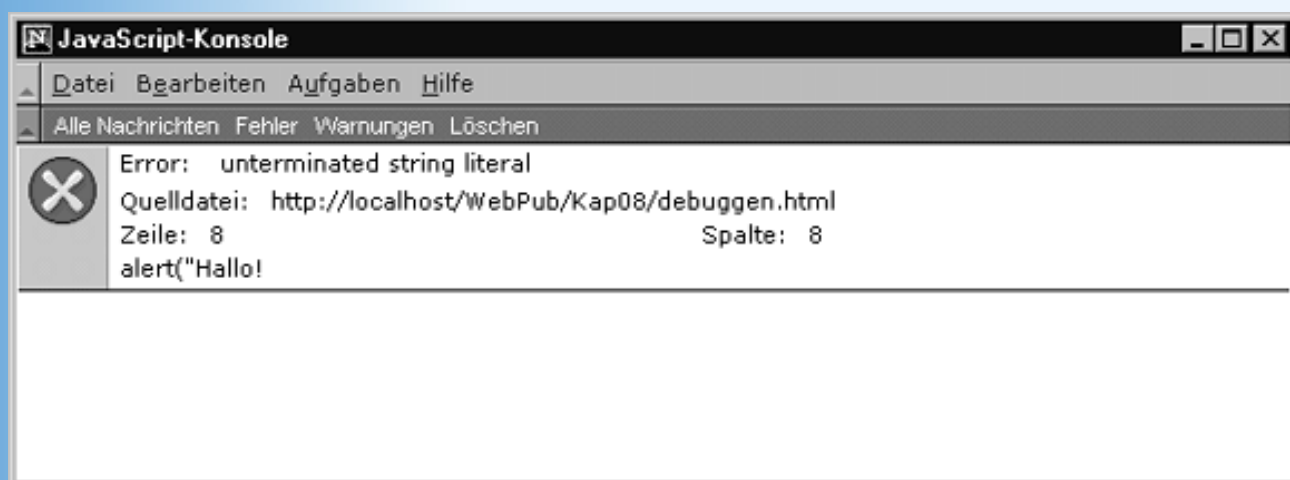 N JavaScript-Konsole
Datei Bearbeiten Aufgaben Hilfe
Alle Nachrichten Fehler Warnungen Löschen
Error: unterminated string literal
Quelldatei: http://localhost/WebPub/Kap08/debuggen.html
Zeile: 8 Spalte: 8
alert("Hallo!